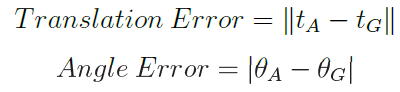 Translation Error = ‖t_A − t_G‖
Angle Error = |θ_A − θ_G|